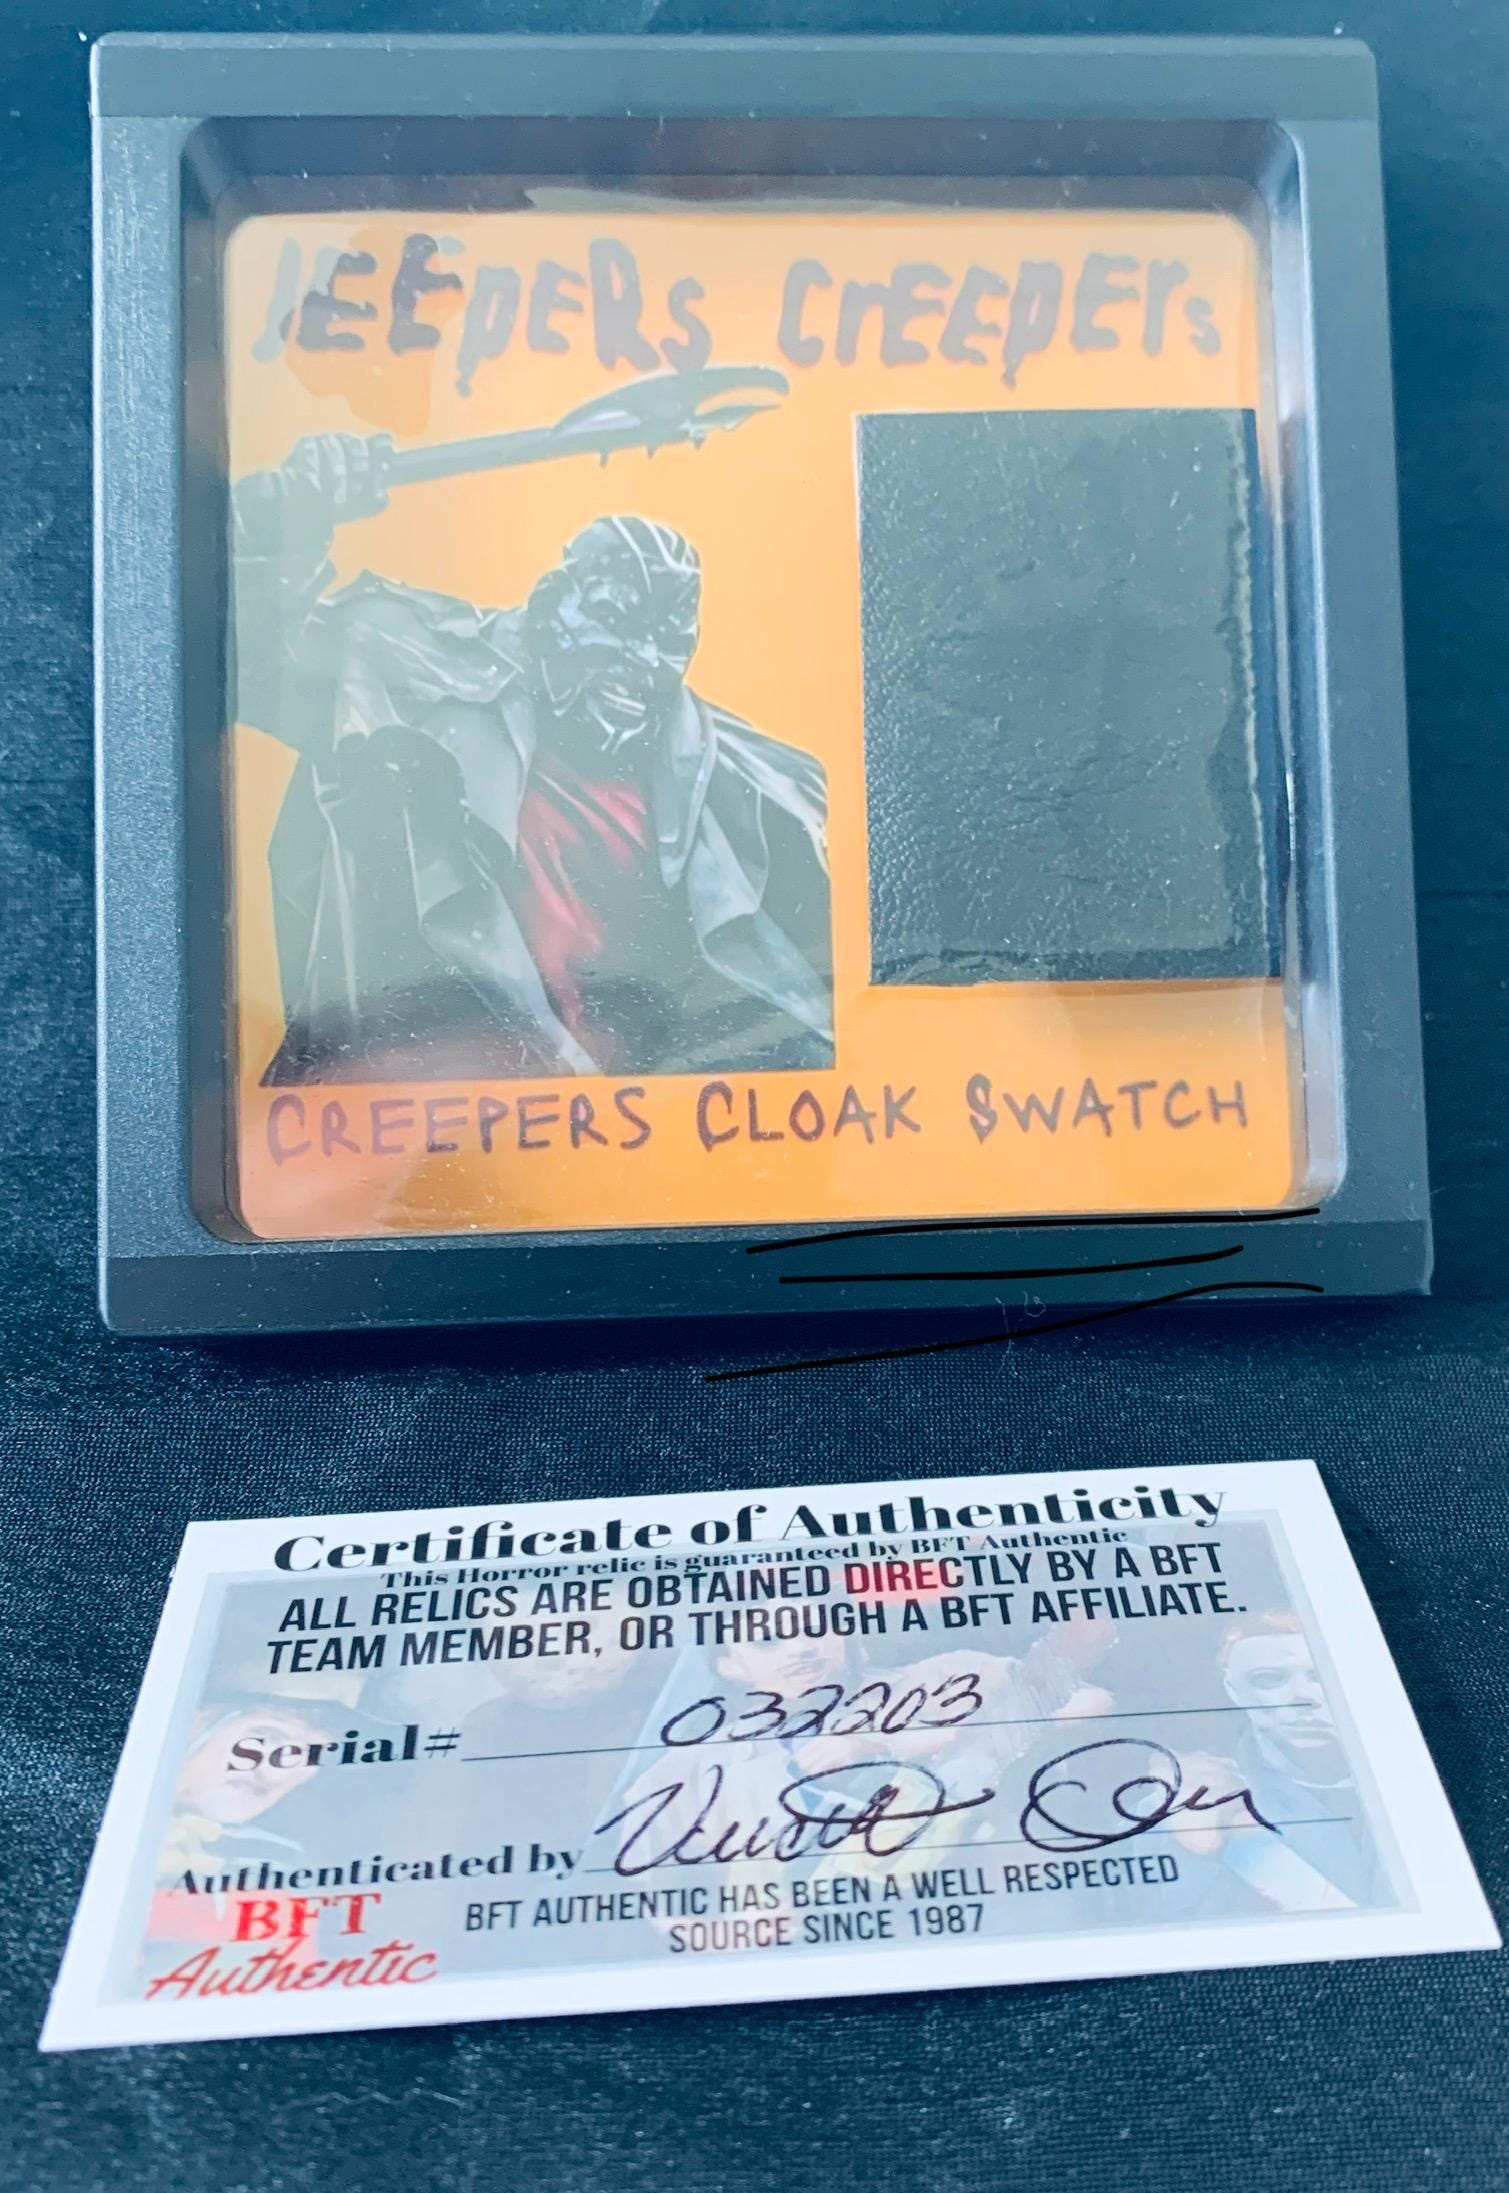 JEEpERs CrEEpErs
CREEPERS CLOAK SWATCH
Certificate of Authenticity
This Horror relic is guaranteed by BFT Authentic
ALL RELICS ARE OBTAINED DIRECTLY BY A BFT
TEAM MEMBER, OR THROUGH A BFT AFFILIATE.
Serial# 032203
Authenticated by
BFT
Authentic
BFT AUTHENTIC HAS BEEN A WELL RESPECTED
SOURCE SINCE 1987